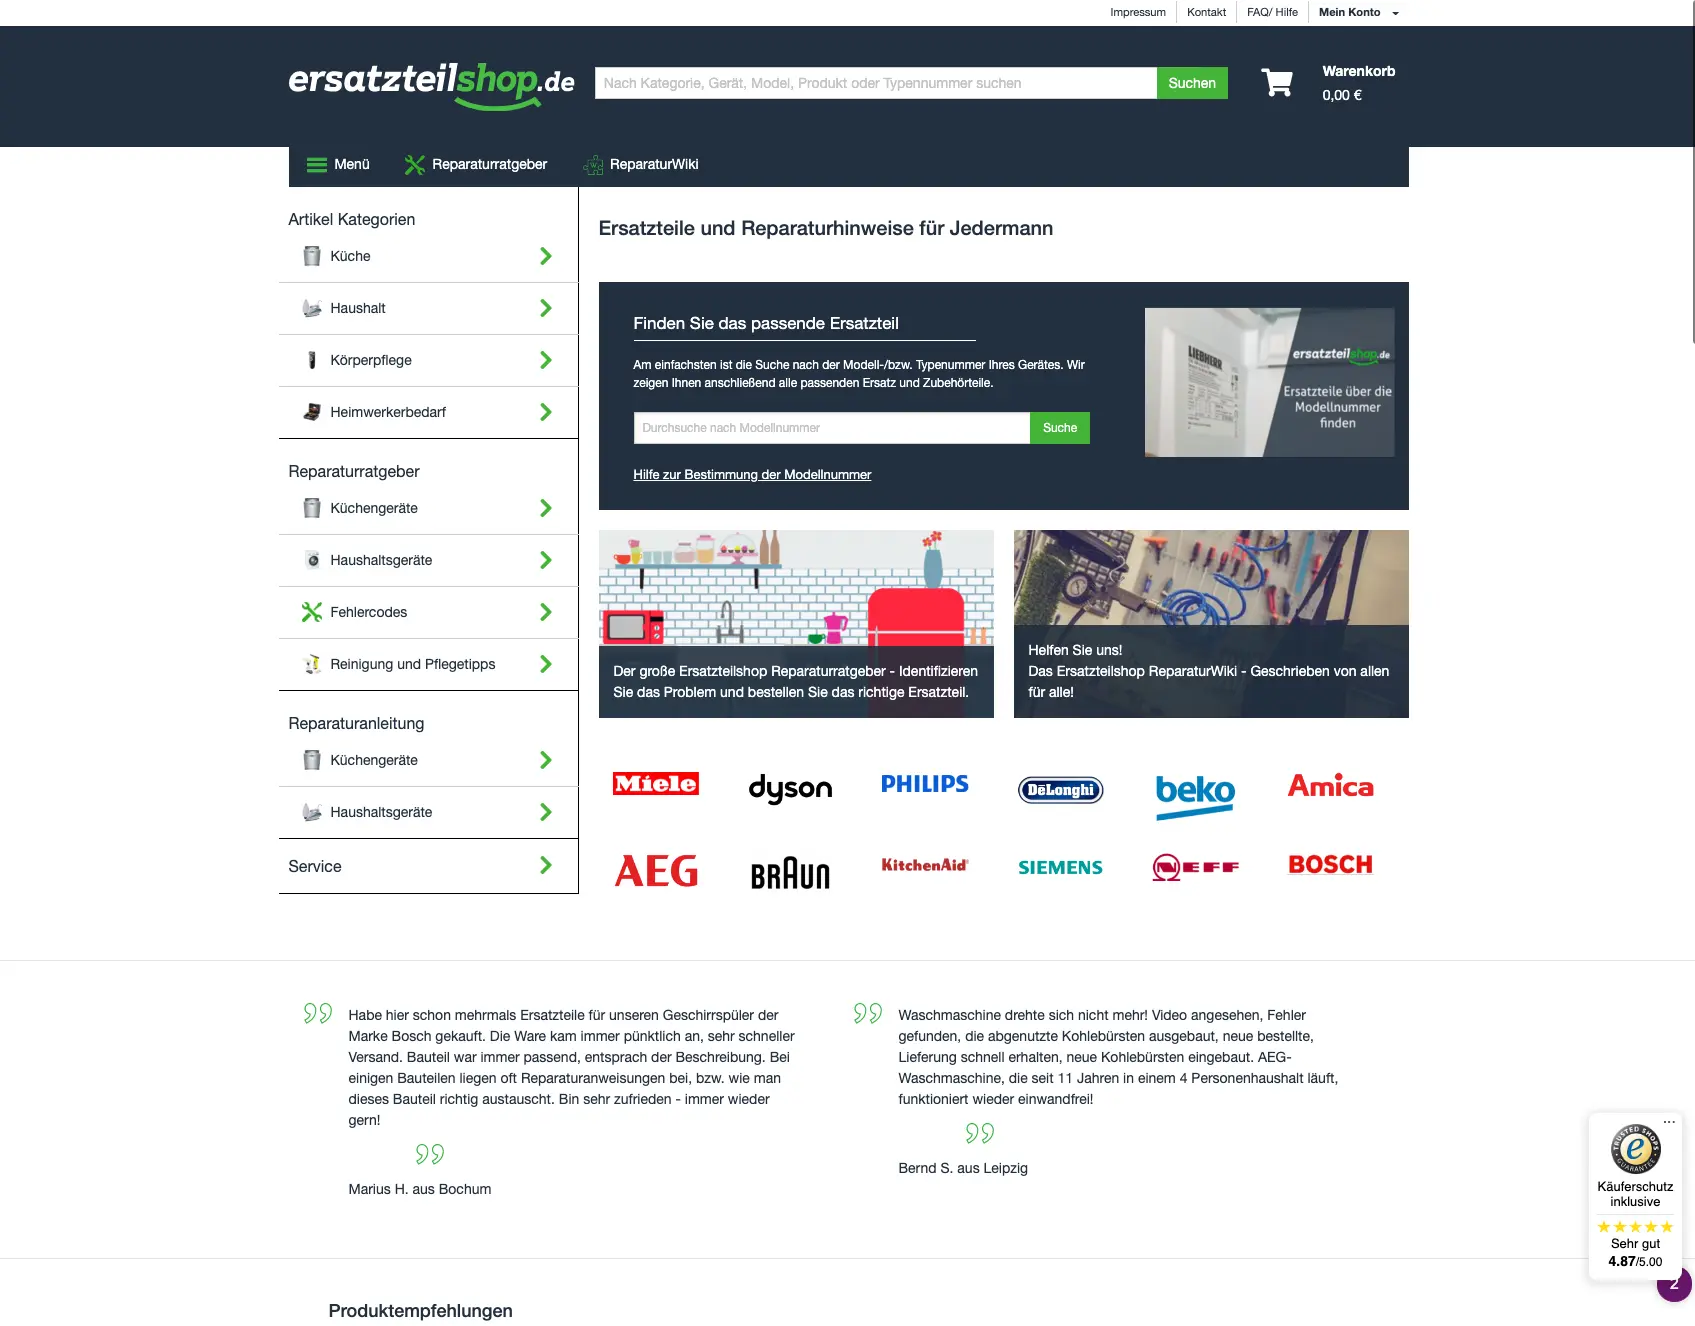 Impressum
Kontakt
FAQ/ Hilfe
Mein Konto
ersatzteilshop.de
Nach Kategorie, Gerät, Model, Produkt oder Typennummer suchen
Suchen
Warenkorb
0,00 €
Menü
Reparaturratgeber
ReparaturWiki
Artikel Kategorien
Küche
Haushalt
Körperpflege
Heimwerkerbedarf
Reparaturratgeber
Küchengeräte
Haushaltsgeräte
Fehlercodes
Reinigung und Pflegetipps
Reparaturanleitung
Küchengeräte
Haushaltsgeräte
Service
Ersatzteile und Reparaturhinweise für Jedermann
Finden Sie das passende Ersatzteil
Am einfachsten ist die Suche nach der Modell-/bzw. Typenummer Ihres Gerätes. Wir
zeigen Ihnen anschließend alle passenden Ersatz und Zubehörteile.
Durchsuche nach Modellnummer
Suche
Hilfe zur Bestimmung der Modellnummer
LIEBHERR
ersatzteilshop.de
Ersatzteile über die
Modellnummer
finden
Der große Ersatzteilshop Reparaturratgeber - Identifizieren
Sie das Problem und bestellen Sie das richtige Ersatzteil.
Helfen Sie uns!
Das Ersatzteilshop ReparaturWiki - Geschrieben von allen
für alle!
Miele
dyson
PHILIPS
DeLonghi
beko
Amica
AEG
BRAUN
KitchenAid
SIEMENS
NEFF
BOSCH
Habe hier schon mehrmals Ersatzteile für unseren Geschirrspüler der
Marke Bosch gekauft. Die Ware kam immer pünktlich an, sehr schneller
Versand. Bauteil war immer passend, entsprach der Beschreibung. Bei
einigen Bauteilen liegen oft Reparaturanweisungen bei, bzw. wie man
dieses Bauteil richtig austauscht. Bin sehr zufrieden - immer wieder
gern!
Marius H. aus Bochum
Waschmaschine drehte sich nicht mehr! Video angesehen, Fehler
gefunden, die abgenutzte Kohlebürsten ausgebaut, neue bestellte,
Lieferung schnell erhalten, neue Kohlebürsten eingebaut. AEG-
Waschmaschine, die seit 11 Jahren in einem 4 Personenhaushalt läuft,
funktioniert wieder einwandfrei!
Bernd S. aus Leipzig
TRUSTED SHOPS
GUARANTEE
Käuferschutz
inklusive
Sehr gut
4.87/5.00
2
Produktempfehlungen